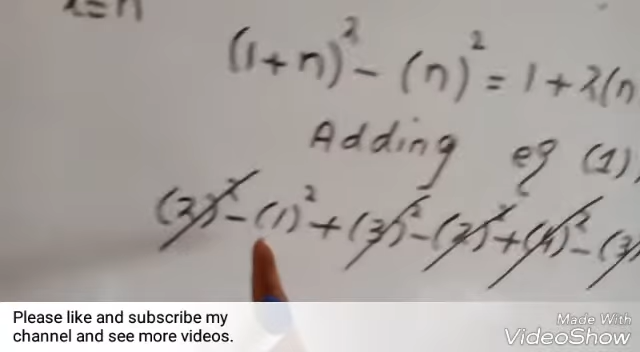 (1+n)² - (n)² = 1 + 2(n
Adding eq (1),
(2)² - (1)² + (3)² - (2)² + (4)² - (3)
Please like and subscribe my
channel and see more videos.
Made With
VideoShow